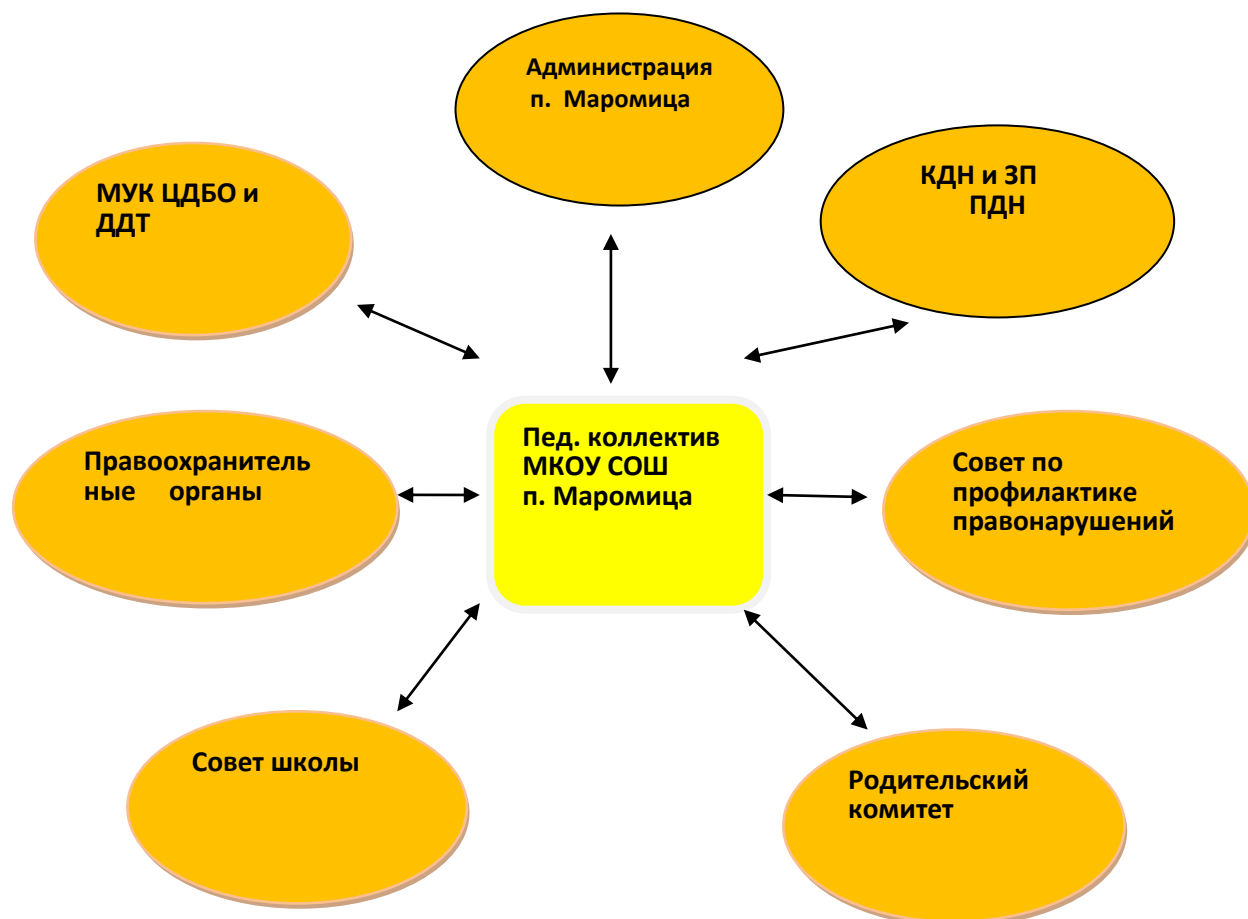 Администрация
п. Маромица
КДН и ЗП
ПДН
МУК ЦДБО и
ДДТ
Пед. коллектив
МКОУ СОШ
п. Маромица
Правоохранитель
ные органы
Совет по
профилактике
правонарушений
Совет школы
Родительский
комитет